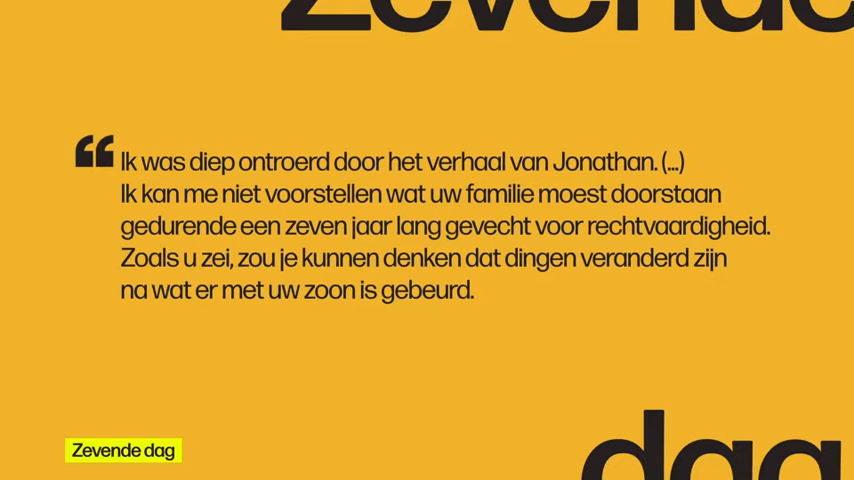 Zevende
“ Ik was diep ontroerd door het verhaal van Jonathan. (...)
Ik kan me niet voorstellen wat uw familie moest doorstaan
gedurende een zeven jaar lang gevecht voor rechtvaardigheid.
Zoals u zei, zou je kunnen denken dat dingen veranderd zijn
na wat er met uw zoon is gebeurd.
Zevende dag
dag